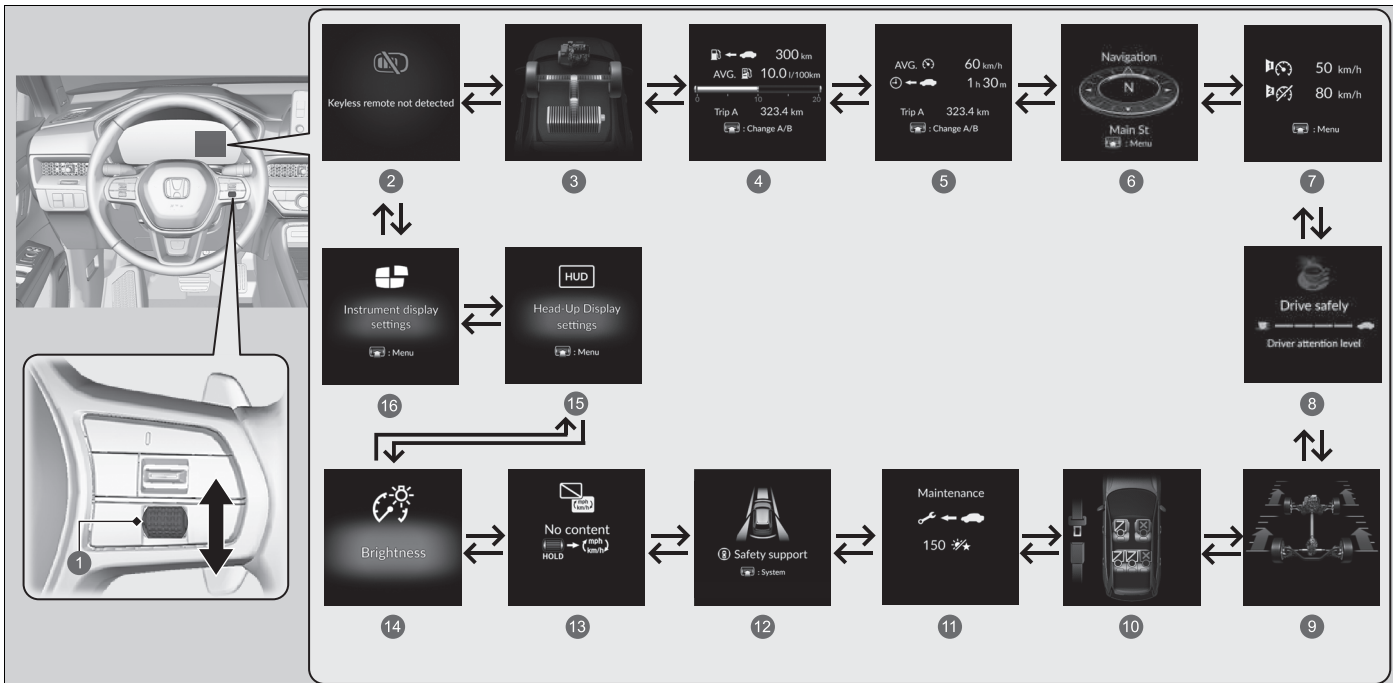 Keyless remote not detected
300 km
AVG. 10.0 l/100km
0 10 20
Trip A 323.4 km
: Change A/B
AVG. 60 km/h
1 h 30 m
Trip A 323.4 km
: Change A/B
Navigation
N
Main St
: Menu
50 km/h
80 km/h
: Menu
2
3
4
5
6
7
Instrument display
settings
: Menu
HUD
Head-Up Display
settings
: Menu
Drive safely
Driver attention level
16
15
8
1
Brightness
mph
km/h
No content
HOLD
mph
km/h
Safety support
: System
Maintenance
150
14
13
12
11
10
9